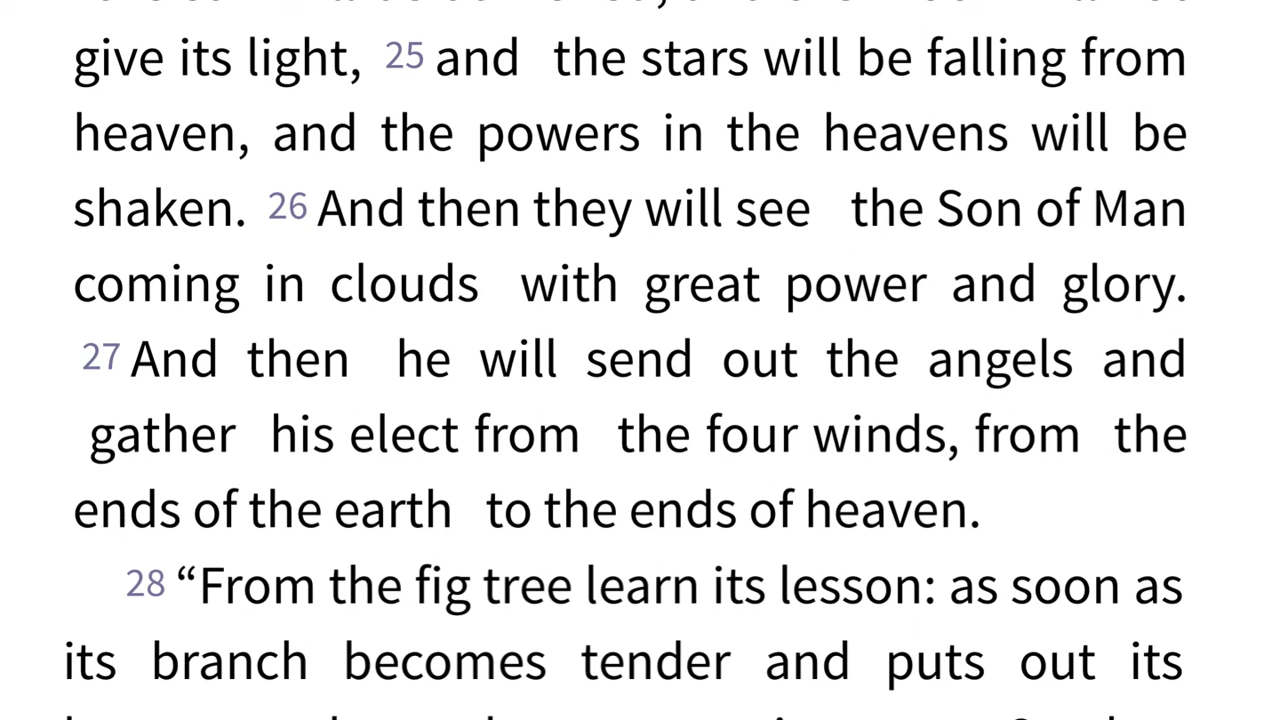 give its light, 25 and the stars will be falling from
heaven, and the powers in the heavens will be
shaken. 26 And then they will see the Son of Man
coming in clouds with great power and glory.
27 And then he will send out the angels and
gather his elect from the four winds, from the
ends of the earth to the ends of heaven.
28 “From the fig tree learn its lesson: as soon as
its branch becomes tender and puts out its